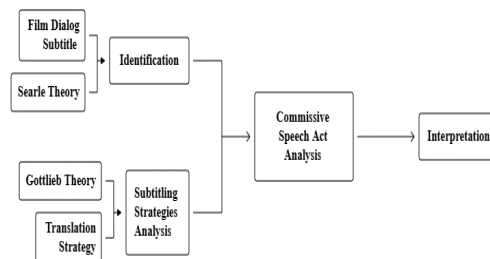 Film Dialog
Subtitle
Searle Theory
Identification
Gottlieb Theory
Translation
Strategy
Subtitling
Strategies
Analysis
Commissive
Speech Act
Analysis
Interpretation